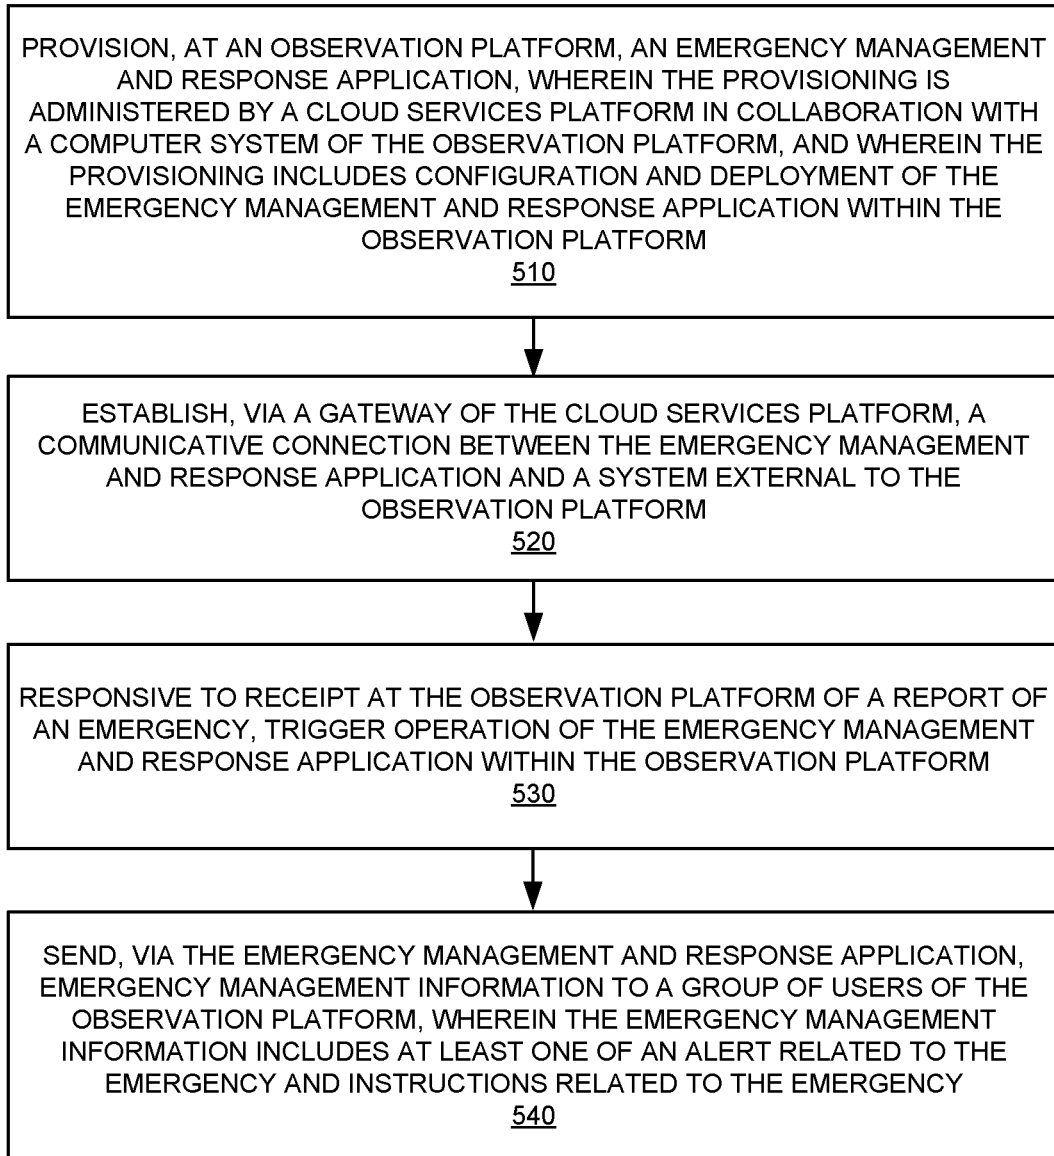 PROVISION, AT AN OBSERVATION PLATFORM, AN EMERGENCY MANAGEMENT
AND RESPONSE APPLICATION, WHEREIN THE PROVISIONING IS
ADMINISTERED BY A CLOUD SERVICES PLATFORM IN COLLABORATION WITH
A COMPUTER SYSTEM OF THE OBSERVATION PLATFORM, AND WHEREIN THE
PROVISIONING INCLUDES CONFIGURATION AND DEPLOYMENT OF THE
EMERGENCY MANAGEMENT AND RESPONSE APPLICATION WITHIN THE
OBSERVATION PLATFORM
510
ESTABLISH, VIA A GATEWAY OF THE CLOUD SERVICES PLATFORM, A
COMMUNICATIVE CONNECTION BETWEEN THE EMERGENCY MANAGEMENT
AND RESPONSE APPLICATION AND A SYSTEM EXTERNAL TO THE
OBSERVATION PLATFORM
520
RESPONSIVE TO RECEIPT AT THE OBSERVATION PLATFORM OF A REPORT OF
AN EMERGENCY, TRIGGER OPERATION OF THE EMERGENCY MANAGEMENT
AND RESPONSE APPLICATION WITHIN THE OBSERVATION PLATFORM
530
SEND, VIA THE EMERGENCY MANAGEMENT AND RESPONSE APPLICATION,
EMERGENCY MANAGEMENT INFORMATION TO A GROUP OF USERS OF THE
OBSERVATION PLATFORM, WHEREIN THE EMERGENCY MANAGEMENT
INFORMATION INCLUDES AT LEAST ONE OF AN ALERT RELATED TO THE
EMERGENCY AND INSTRUCTIONS RELATED TO THE EMERGENCY
540